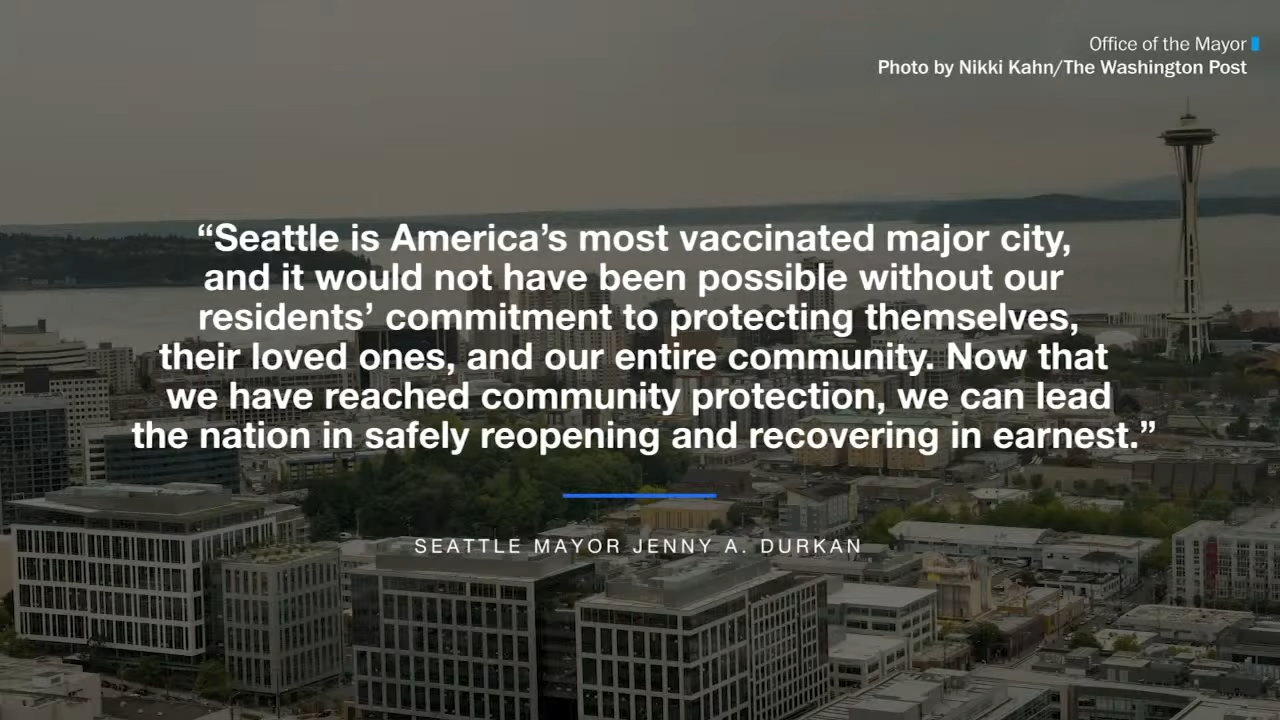 Office of the Mayor
Photo by Nikki Kahn/The Washington Post
“Seattle is America’s most vaccinated major city,
and it would not have been possible without our
residents’ commitment to protecting themselves,
their loved ones, and our entire community. Now that
we have reached community protection, we can lead
the nation in safely reopening and recovering in earnest.”
SEATTLE MAYOR JENNY A. DURKAN